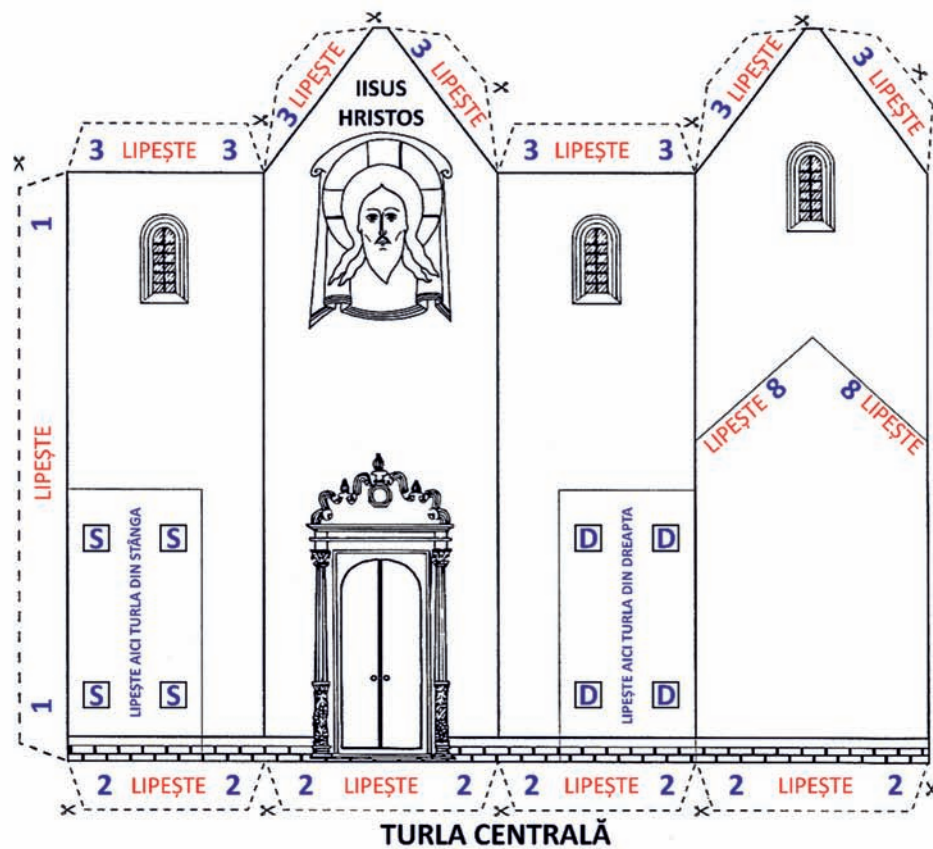 3 LIPEȘTE
3 LIPEȘTE
3 LIPEȘTE
3 LIPEȘTE
IISUS
HRISTOS
3 LIPEȘTE 3
3 LIPEȘTE 3
1
LIPEȘTE
1
LIPEȘTE 8
8 LIPEȘTE
S S
LIPEȘTE AICI TURLA DIN STÂNGA
S S
D D
LIPEȘTE AICI TURLA DIN DREAPTA
D D
2 LIPEȘTE 2
2 LIPEȘTE 2
2 LIPEȘTE 2
2 LIPEȘTE 2
TURLA CENTRALĂ